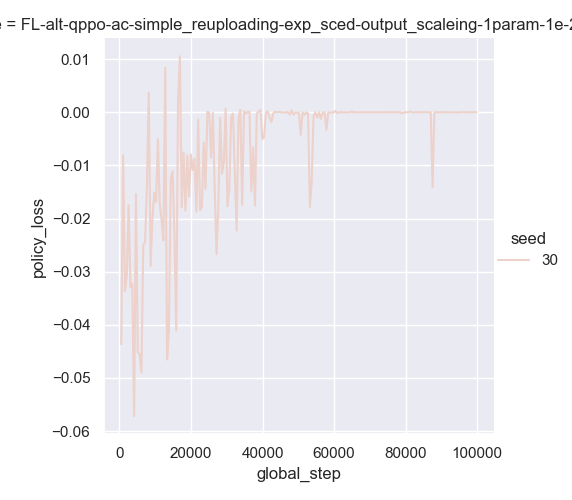 e = FL-alt-qppo-ac-simple_reuploading-exp_sced-output_scaleing-1param-1e-2
0.01
0.00
−0.01
−0.02
−0.03
−0.04
−0.05
−0.06
policy_loss
0 20000 40000 60000 80000 100000
global_step
seed
30